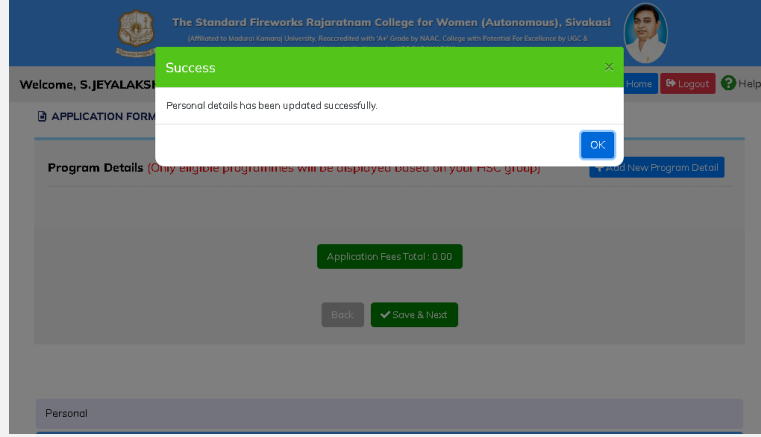 The Standard Fireworks Rajaratnam College for Women (Autonomous), Sivakasi
(Affiliated to Madurai Kamaraj University, Reaccredited with 'A+' Grade by NAAC, College with Potential For Excellence by UGC &
Success ×
Welcome, S.JEYALAKS
Home Logout ? Help
Personal details has been updated successfully.
APPLICATION FORM
OK
Program Details (Only eligible programmes will be displayed based on your HSC group) + Add New Program Detail
Application Fees Total : 0.00
Back ✔ Save & Next
Personal